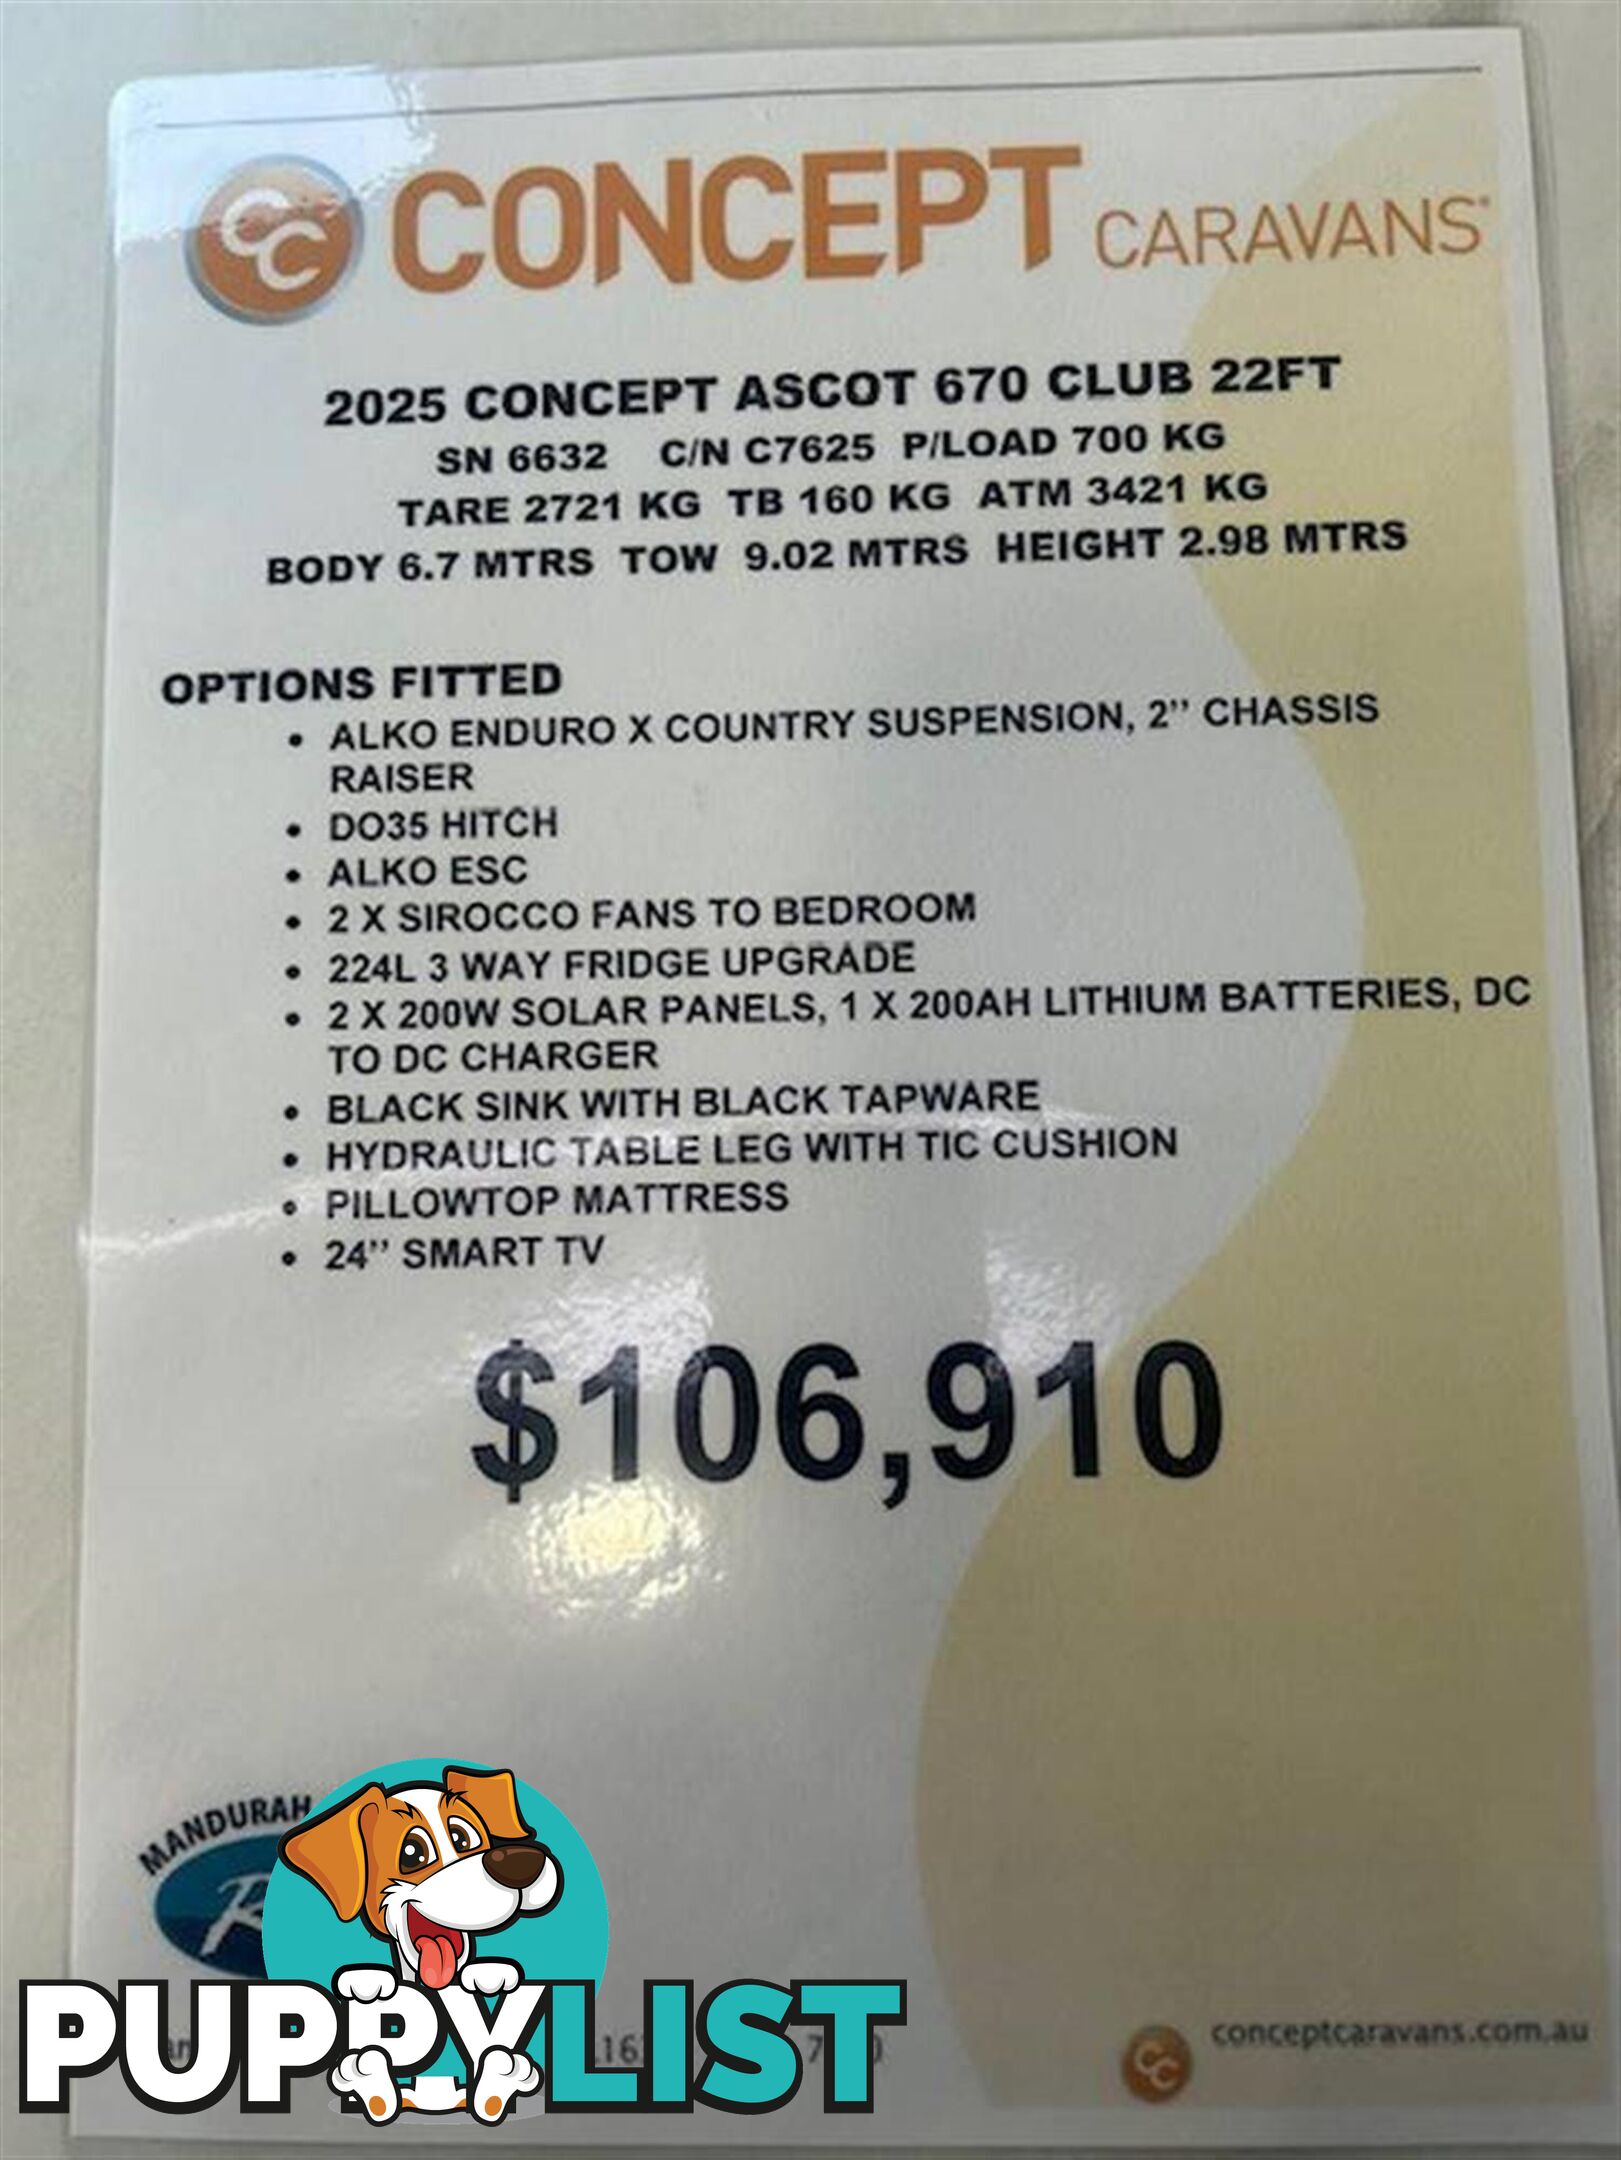 CC CONCEPT CARAVANS
2025 CONCEPT ASCOT 670 CLUB 22FT
SN 6632 C/N C7625 P/LOAD 700 KG
TARE 2721 KG TB 160 KG ATM 3421 KG
BODY 6.7 MTRS TOW 9.02 MTRS HEIGHT 2.98 MTRS
OPTIONS FITTED
• ALKO ENDURO X COUNTRY SUSPENSION, 2’’ CHASSIS
RAISER
• DO35 HITCH
• ALKO ESC
• 2 X SIROCCO FANS TO BEDROOM
• 224L 3 WAY FRIDGE UPGRADE
• 2 X 200W SOLAR PANELS, 1 X 200AH LITHIUM BATTERIES, DC
TO DC CHARGER
• BLACK SINK WITH BLACK TAPWARE
• HYDRAULIC TABLE LEG WITH TIC CUSHION
• PILLOWTOP MATTRESS
• 24’’ SMART TV
$106,910
MANDURAH
PUPPYLIST
CC conceptcaravans.com.au